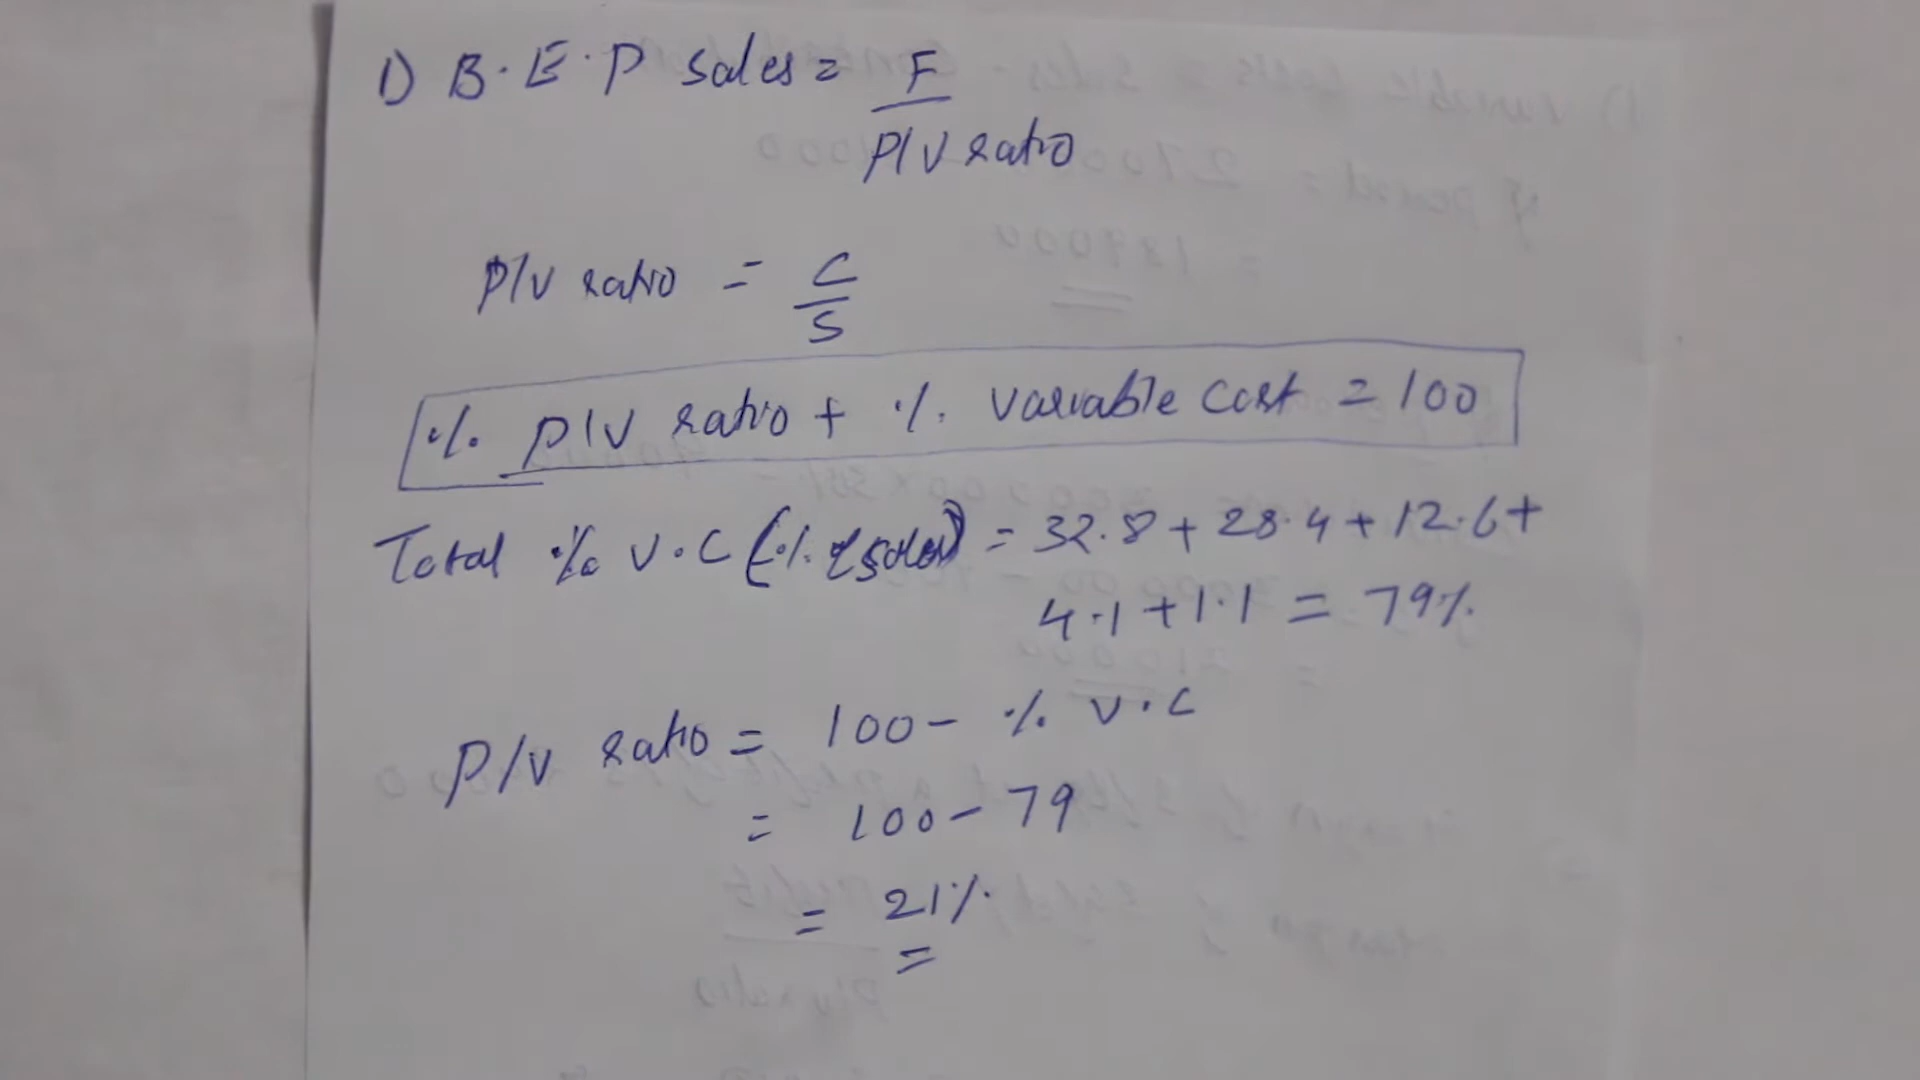 1) B.E.P sales = F
P/V ratio
P/V ratio = C
S
% P/V ratio + % variable cost = 100
Total % V.C (% of sales) = 32.8 + 28.4 + 12.6 +
4.1 + 1.1 = 79%
P/V ratio = 100 - % V.C
= 100 - 79
= 21%